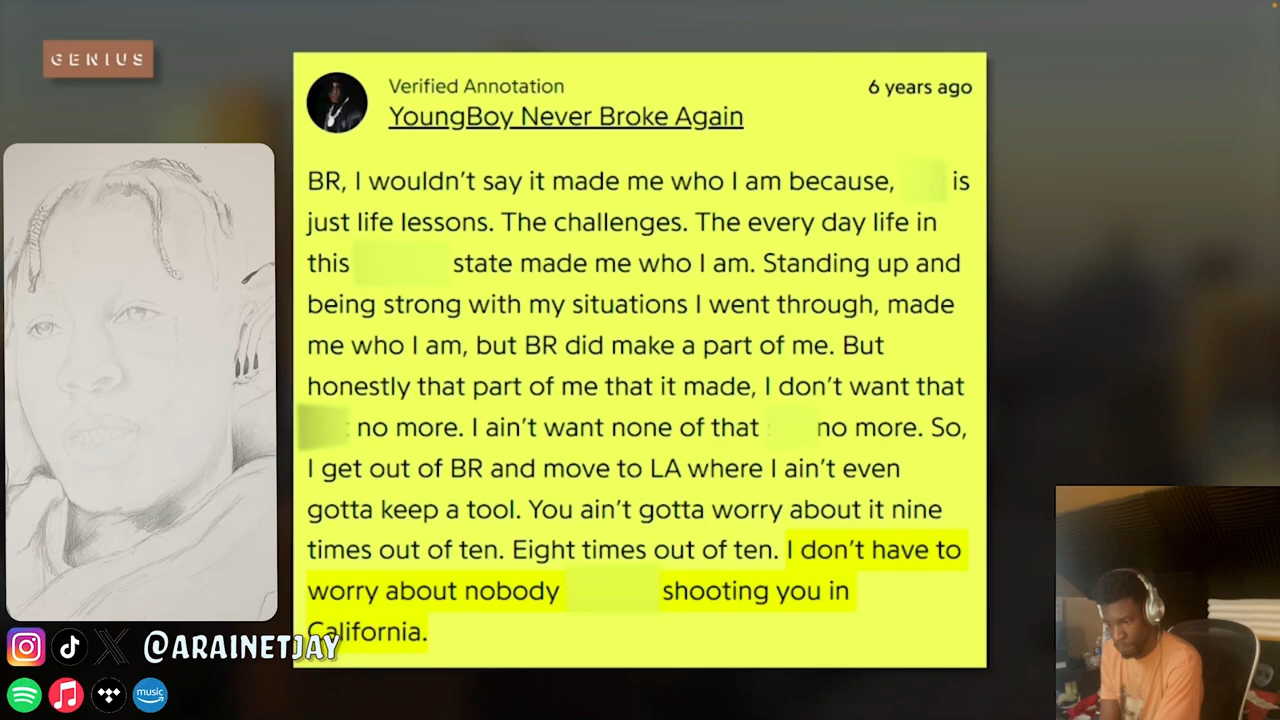 GENIUS
Verified Annotation
6 years ago
YoungBoy Never Broke Again
BR, I wouldn't say it made me who I am because, is
just life lessons. The challenges. The every day life in
this state made me who I am. Standing up and
being strong with my situations I went through, made
me who I am, but BR did make a part of me. But
honestly that part of me that it made, I don't want that
no more. I ain't want none of that no more. So,
I get out of BR and move to LA where I ain't even
gotta keep a tool. You ain't gotta worry about it nine
times out of ten. Eight times out of ten. I don't have to
worry about nobody shooting you in
California.
@ARAINETJAY
music